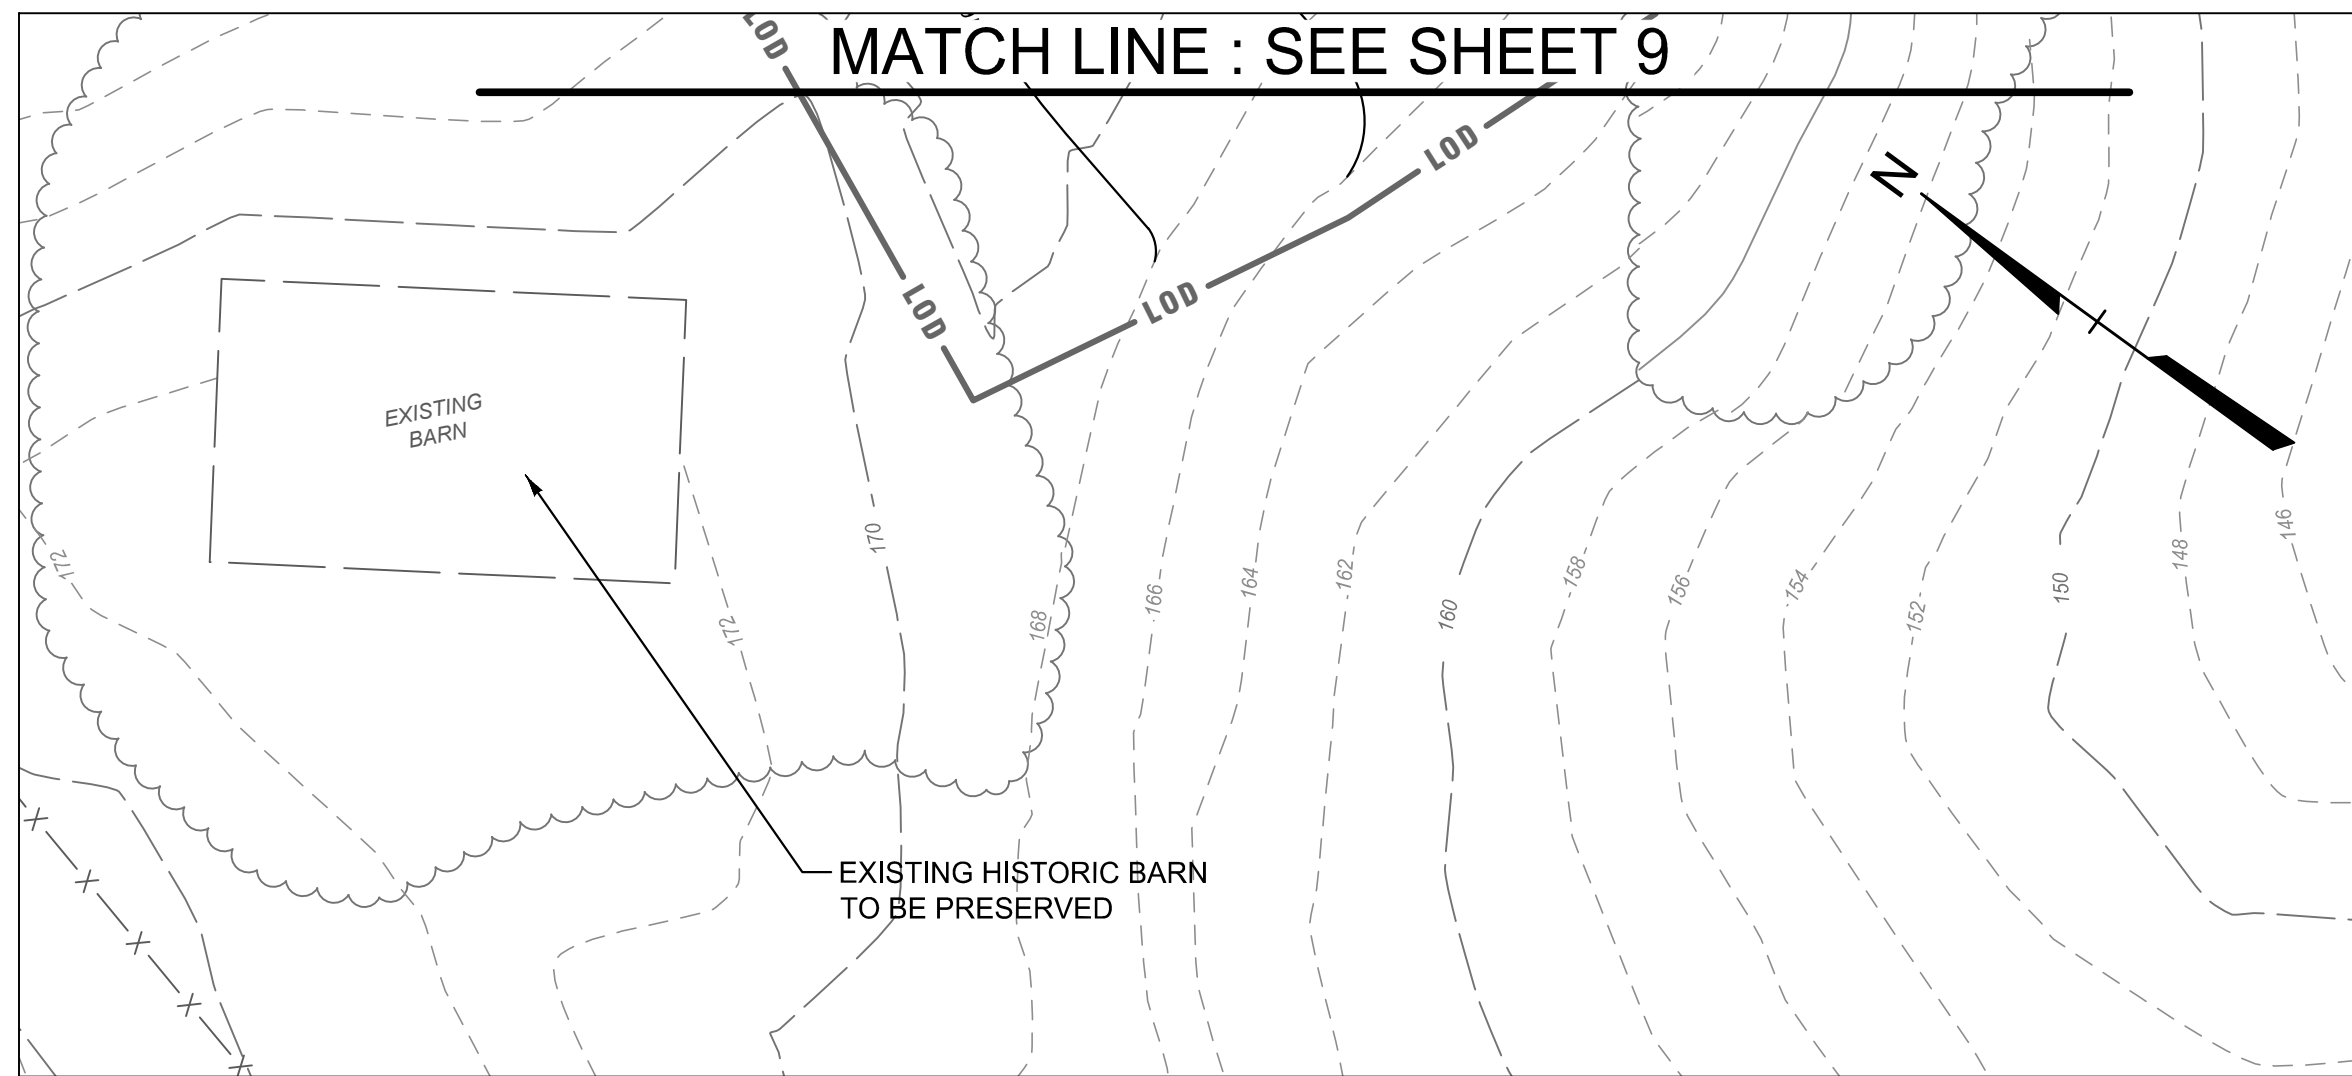 LOD
MATCH LINE : SEE SHEET 9
LOD
N
LOD
LOD
EXISTING
BARN
172
170
172
168
166
164
162
160
158
156
154
152
150
148
146
EXISTING HISTORIC BARN
TO BE PRESERVED